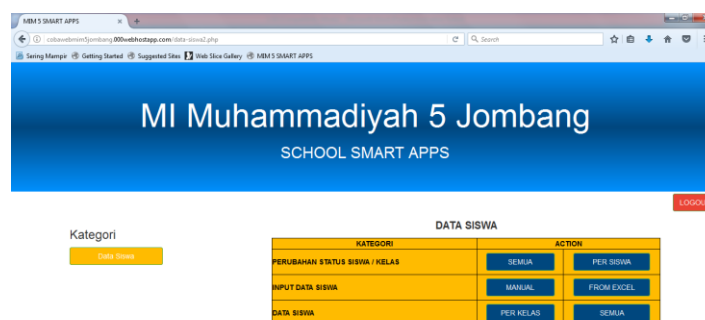 MIM 5 SMART APPS
cobawebmim5jombang.000webhostapp.com/data-siswa2.php
Search
Sering Mampir Getting Started Suggested Sites Web Slice Gallery MIM 5 SMART APPS
MI Muhammadiyah 5 Jombang
SCHOOL SMART APPS
LOGOU
Kategori
Data Siswa
DATA SISWA
KATEGORI ACTION
PERUBAHAN STATUS SISWA / KELAS SEMUA PER SISWA
INPUT DATA SISWA MANUAL FROM EXCEL
DATA SISWA PER KELAS SEMUA